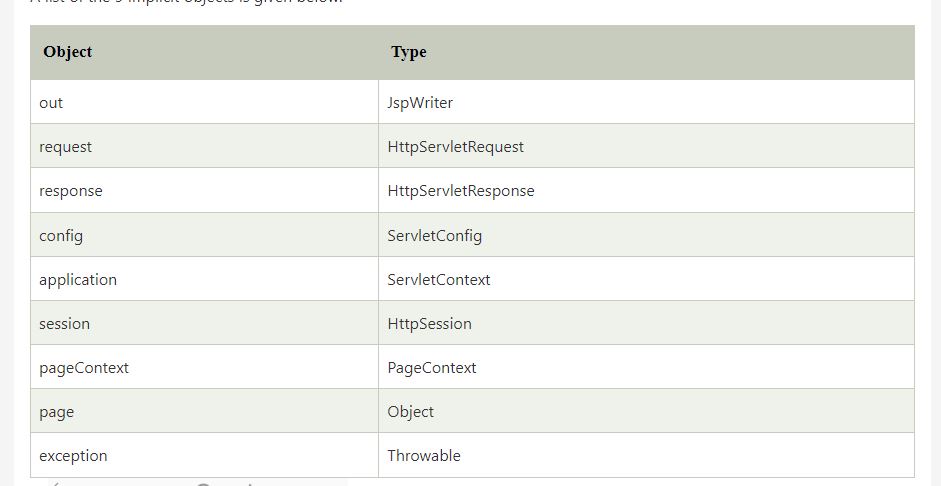 A list of the 9 implicit objects is given below:
Object Type
out JspWriter
request HttpServletRequest
response HttpServletResponse
config ServletConfig
application ServletContext
session HttpSession
pageContext PageContext
page Object
exception Throwable